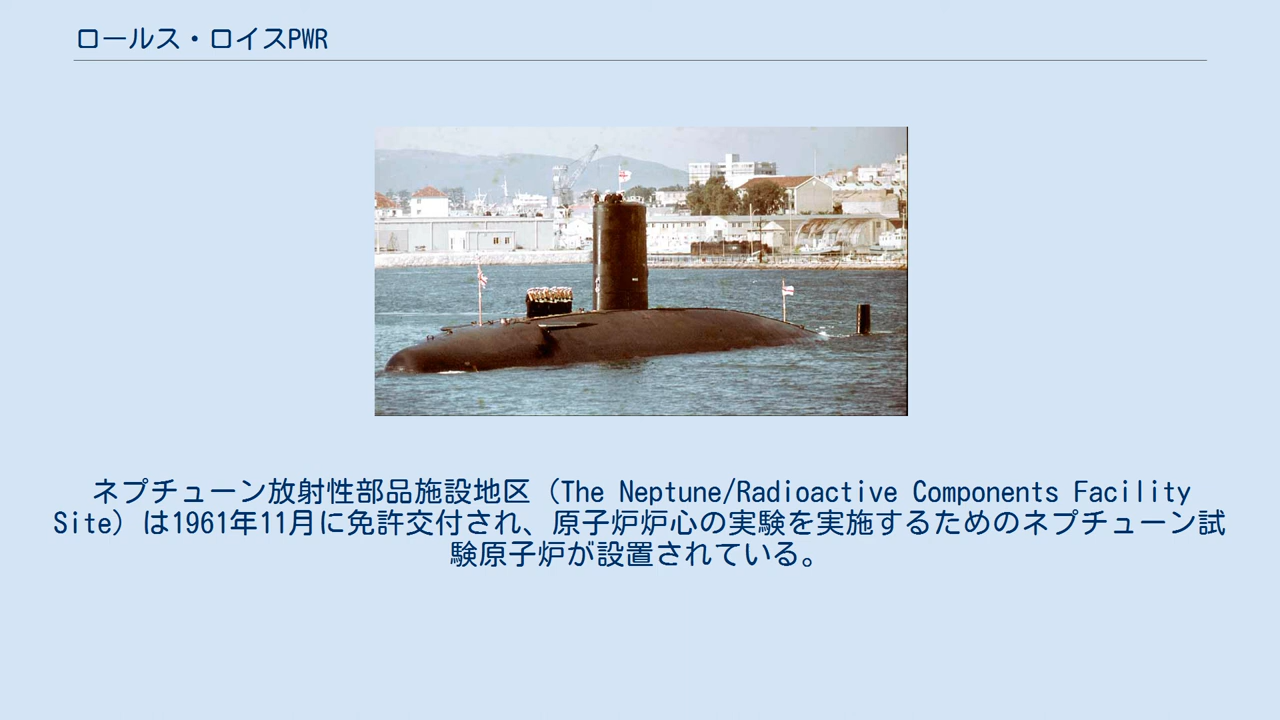 ロールス・ロイスPWR
ネプチューン放射性部品施設地区（The Neptune/Radioactive Components Facility
Site）は1961年11月に免許交付され、原子炉炉心の実験を実施するためのネプチューン試
験原子炉が設置されている。